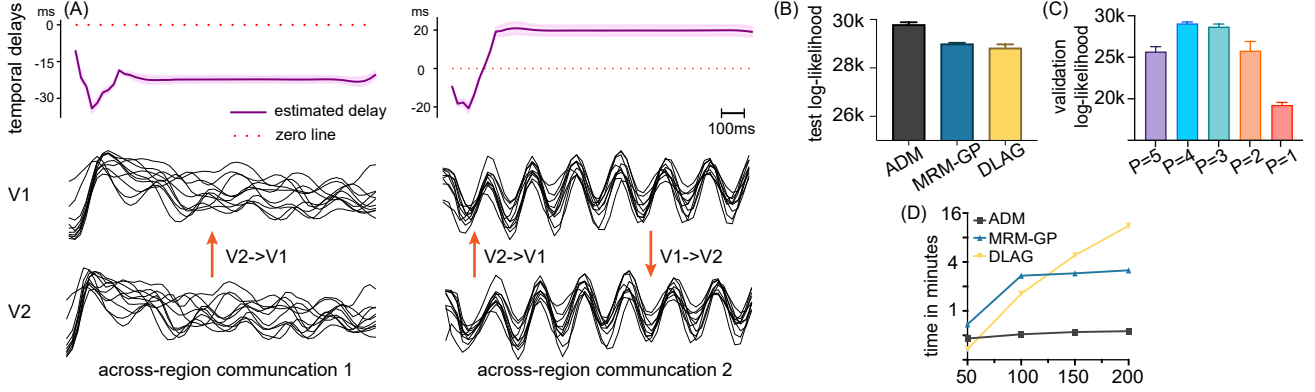 (A)
ms
temporal delays
0
-15
-30
estimated delay
zero line
ms
20
0
-20
100ms
V1
V2
V2->V1
V2->V1
V1->V2
across-region communcation 1
across-region communcation 2
(B)
test log-likelihood
30k
29k
28k
26k
ADM
MRM-GP
DLAG
(C)
validation
log-likelihood
30k
25k
20k
P=5
P=4
P=3
P=2
P=1
(D)
time in minutes
16
4
1
ADM
MRM-GP
DLAG
50
100
150
200